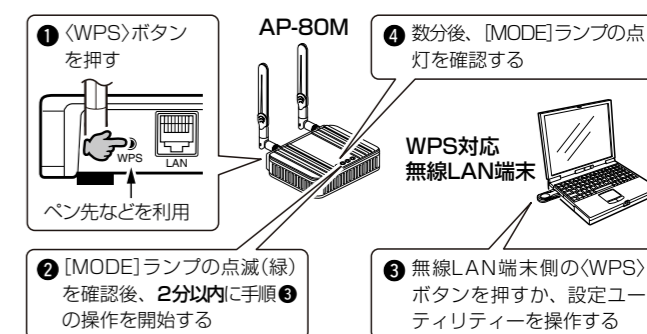 ❶〈WPS〉ボタン
を押す
WPS
LAN
ペン先などを利用
AP-80M
❷[MODE]ランプの点滅(緑)
を確認後、2分以内に手順❸
の操作を開始する
WPS対応
無線LAN端末
❸無線LAN端末側の〈WPS〉
ボタンを押すか、設定ユー
ティリティーを操作する
❹数分後、[MODE]ランプの点
灯を確認する